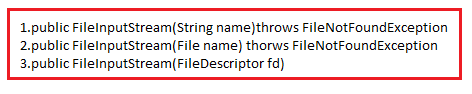 1.public FileInputStream(String name)throws FileNotFoundException
2.public FileInputStream(File name) thorws FileNotFoundException
3.public FileInputStream(FileDescriptor fd)